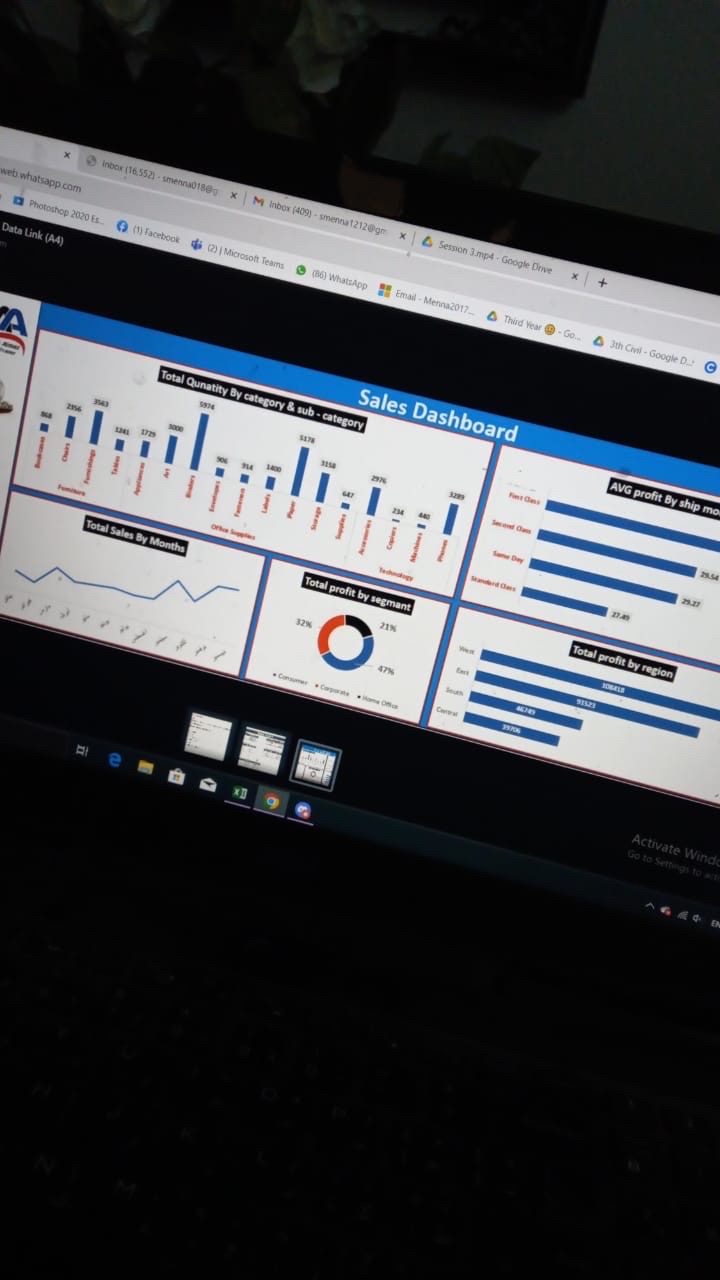 Inbox (16,552) - smenna018@g
Inbox (409) - smenna1212@gm
Session 3.mp4 - Google Drive
web.whatsapp.com
Photoshop 2020 Es...
(1) Facebook
(2) | Microsoft Teams
(86) WhatsApp
Email - Menna2017...
Third Year 😊 - Go...
3th Civil - Google D...
Data Link (A4)
Sales Dashboard
Total Qunatity By category & sub - category
868
2356
3563
1241
1729
3000
5974
906
914
1400
5178
3158
647
2976
234
440
3289
Bookcases
Chairs
Furnishings
Tables
Appliances
Art
Binders
Envelopes
Fasteners
Labels
Paper
Storage
Supplies
Accessories
Copiers
Machines
Phones
Furniture
Office Supplies
Technology
AVG profit By ship mo
First Class
Second Class
29.54
Same Day
29.27
Standard Class
27.49
Total Sales By Months
Total profit by segmant
32%
21%
47%
Consumer
Corporate
Home Office
Total profit by region
West
108418
East
91523
South
46749
Central
39706
Activate Windo
Go to Settings to acti
EN